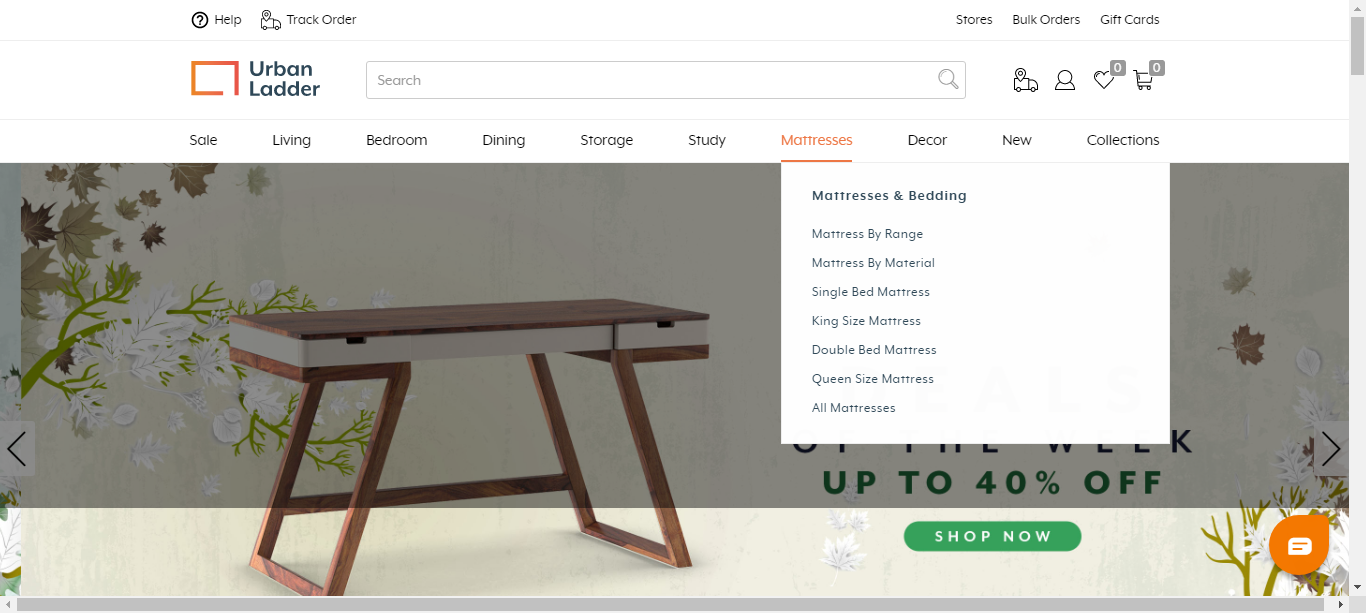 Help Track Order Stores Bulk Orders Gift Cards
Urban
Ladder
Search
0 0
Sale Living Bedroom Dining Storage Study Mattresses Decor New Collections
Mattresses & Bedding
Mattress By Range
Mattress By Material
Single Bed Mattress
King Size Mattress
Double Bed Mattress
Queen Size Mattress
All Mattresses
EALS
OF THE WEEK
UP TO 40% OFF
SHOP NOW